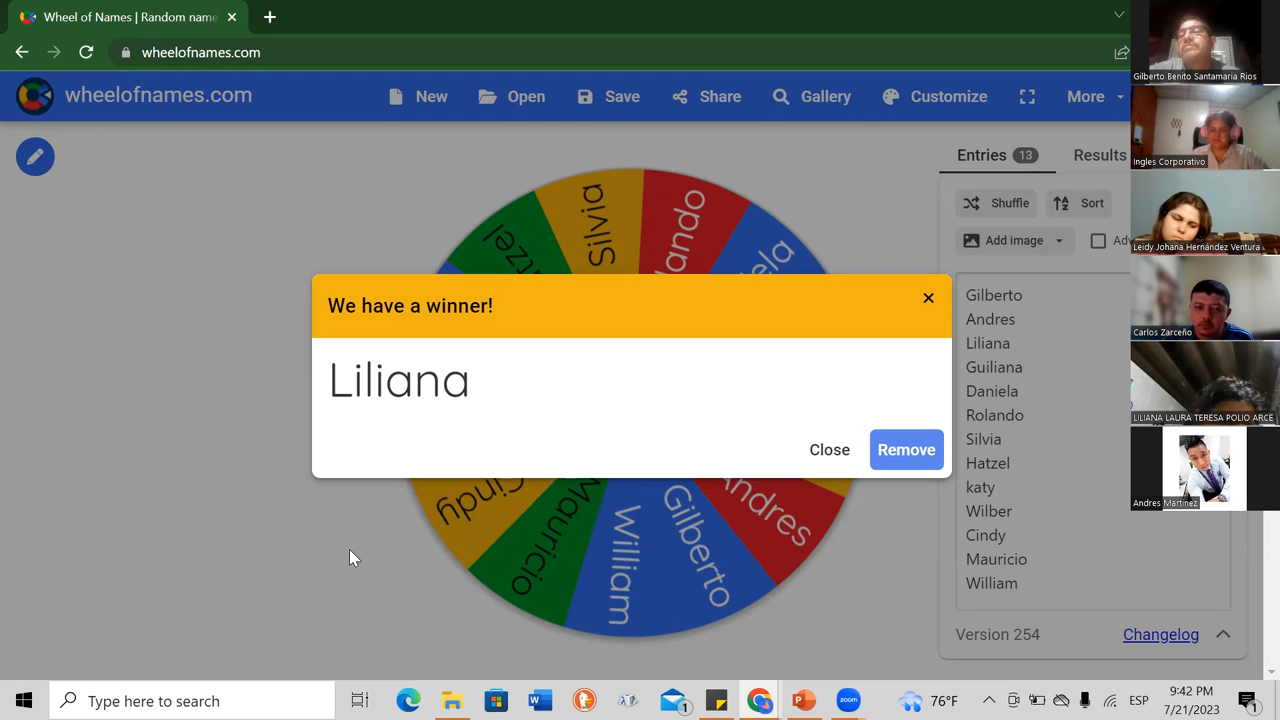 Wheel of Names | Random name
wheelofnames.com
wheelofnames.com
New
Open
Save
Share
Gallery
Customize
More
Entries 13
Results
Shuffle
Sort
Add image
Adv
Silvia
We have a winner!
Liliana
Close
Remove
Cindy
Mauricio
William
Gilberto
Andres
Gilberto
Andres
Liliana
Guiliana
Daniela
Rolando
Silvia
Hatzel
katy
Wilber
Cindy
Mauricio
William
Version 254
Changelog
Gilberto Benito Santamaria Rios
Ingles Corporativo
Leidy Johana Hernández Ventura
Carlos Zarceño
LILIANA LAURA TERESA POLIO ARCE
Andres Martinez
Type here to search
1
zoom
76°F
ESP
9:42 PM
7/21/2023
1